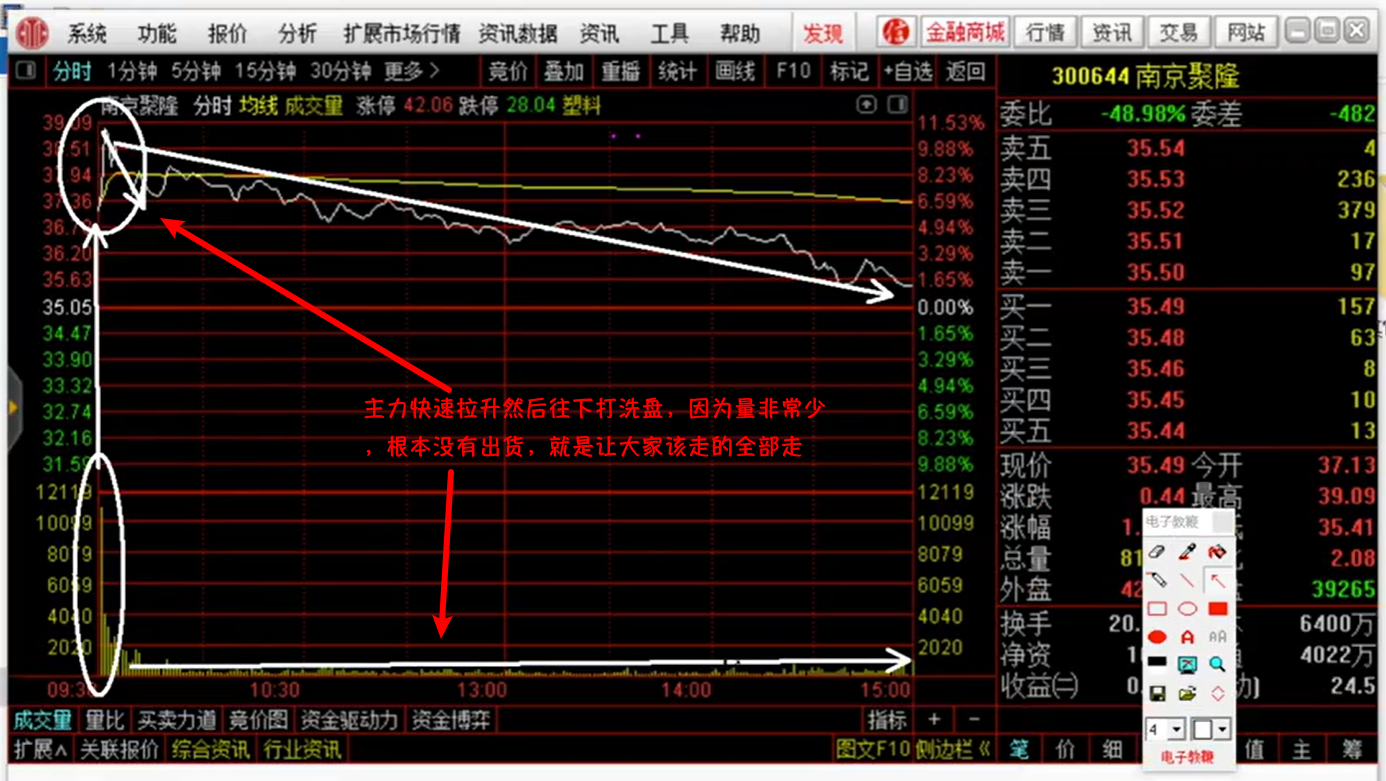 系统 功能 报价 分析 扩展市场行情 资讯数据 资讯 工具 帮助 发现 金融商城 行情 资讯 交易 网站
分时 1分钟 5分钟 15分钟 30分钟 更多 > 竞价 叠加 重播 统计 画线 F10 标记 +自选 返回
300644 南京聚隆
南京聚隆 分时 均线 成交量 涨停 42.06 跌停 28.04 塑料
委比 -48.98% 委差 -482
39.09 11.53%
38.51 9.88%
37.94 8.23%
37.36 6.59%
36.7 4.94%
36.20 3.29%
35.63 1.65%
35.05 0.00%
34.47 1.65%
33.90 3.29%
33.32 4.94%
32.74 6.59%
32.16 8.23%
31.59 9.88%
12119 12119
10099 10099
8079 8079
6059 6059
4040 4040
2020 2020
主力快速拉升然后往下打洗盘，因为量非常少
，根本没有出货，就是让大家该走的全部走
09:30 10:30 13:00 14:00 15:00
卖五 35.54 4
卖四 35.53 236
卖三 35.52 379
卖二 35.51 17
卖一 35.50 97
买一 35.49 157
买二 35.48 63
买三 35.46 8
买四 35.45 10
买五 35.44 13
现价 35.49 今开 37.13
涨跌 0.44 最高 39.09
涨幅 1. 35.41
总量 81 2.08
外盘 42 39265
换手 20. 6400万
净资 1 4022万
收益㈡ 0. 24.5
电子教鞭
4
电子教鞭
成交量 量比 买卖力道 竞价图 资金驱动力 资金博弈 指标 + -
扩展∧ 关联报价 综合资讯 行业资讯 图文F10 侧边栏《 笔 价 细 值 主 筹